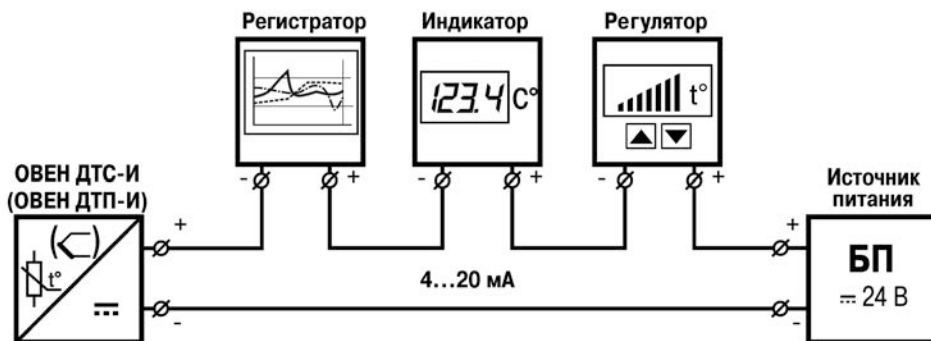 Регистратор
Индикатор
Регулятор
123.4 C°
t°
- +
- +
- +
ОВЕН ДТС-И
(ОВЕН ДТП-И)
Источник
питания
+
+
t°
4...20 мА
БП
24 В
-
-